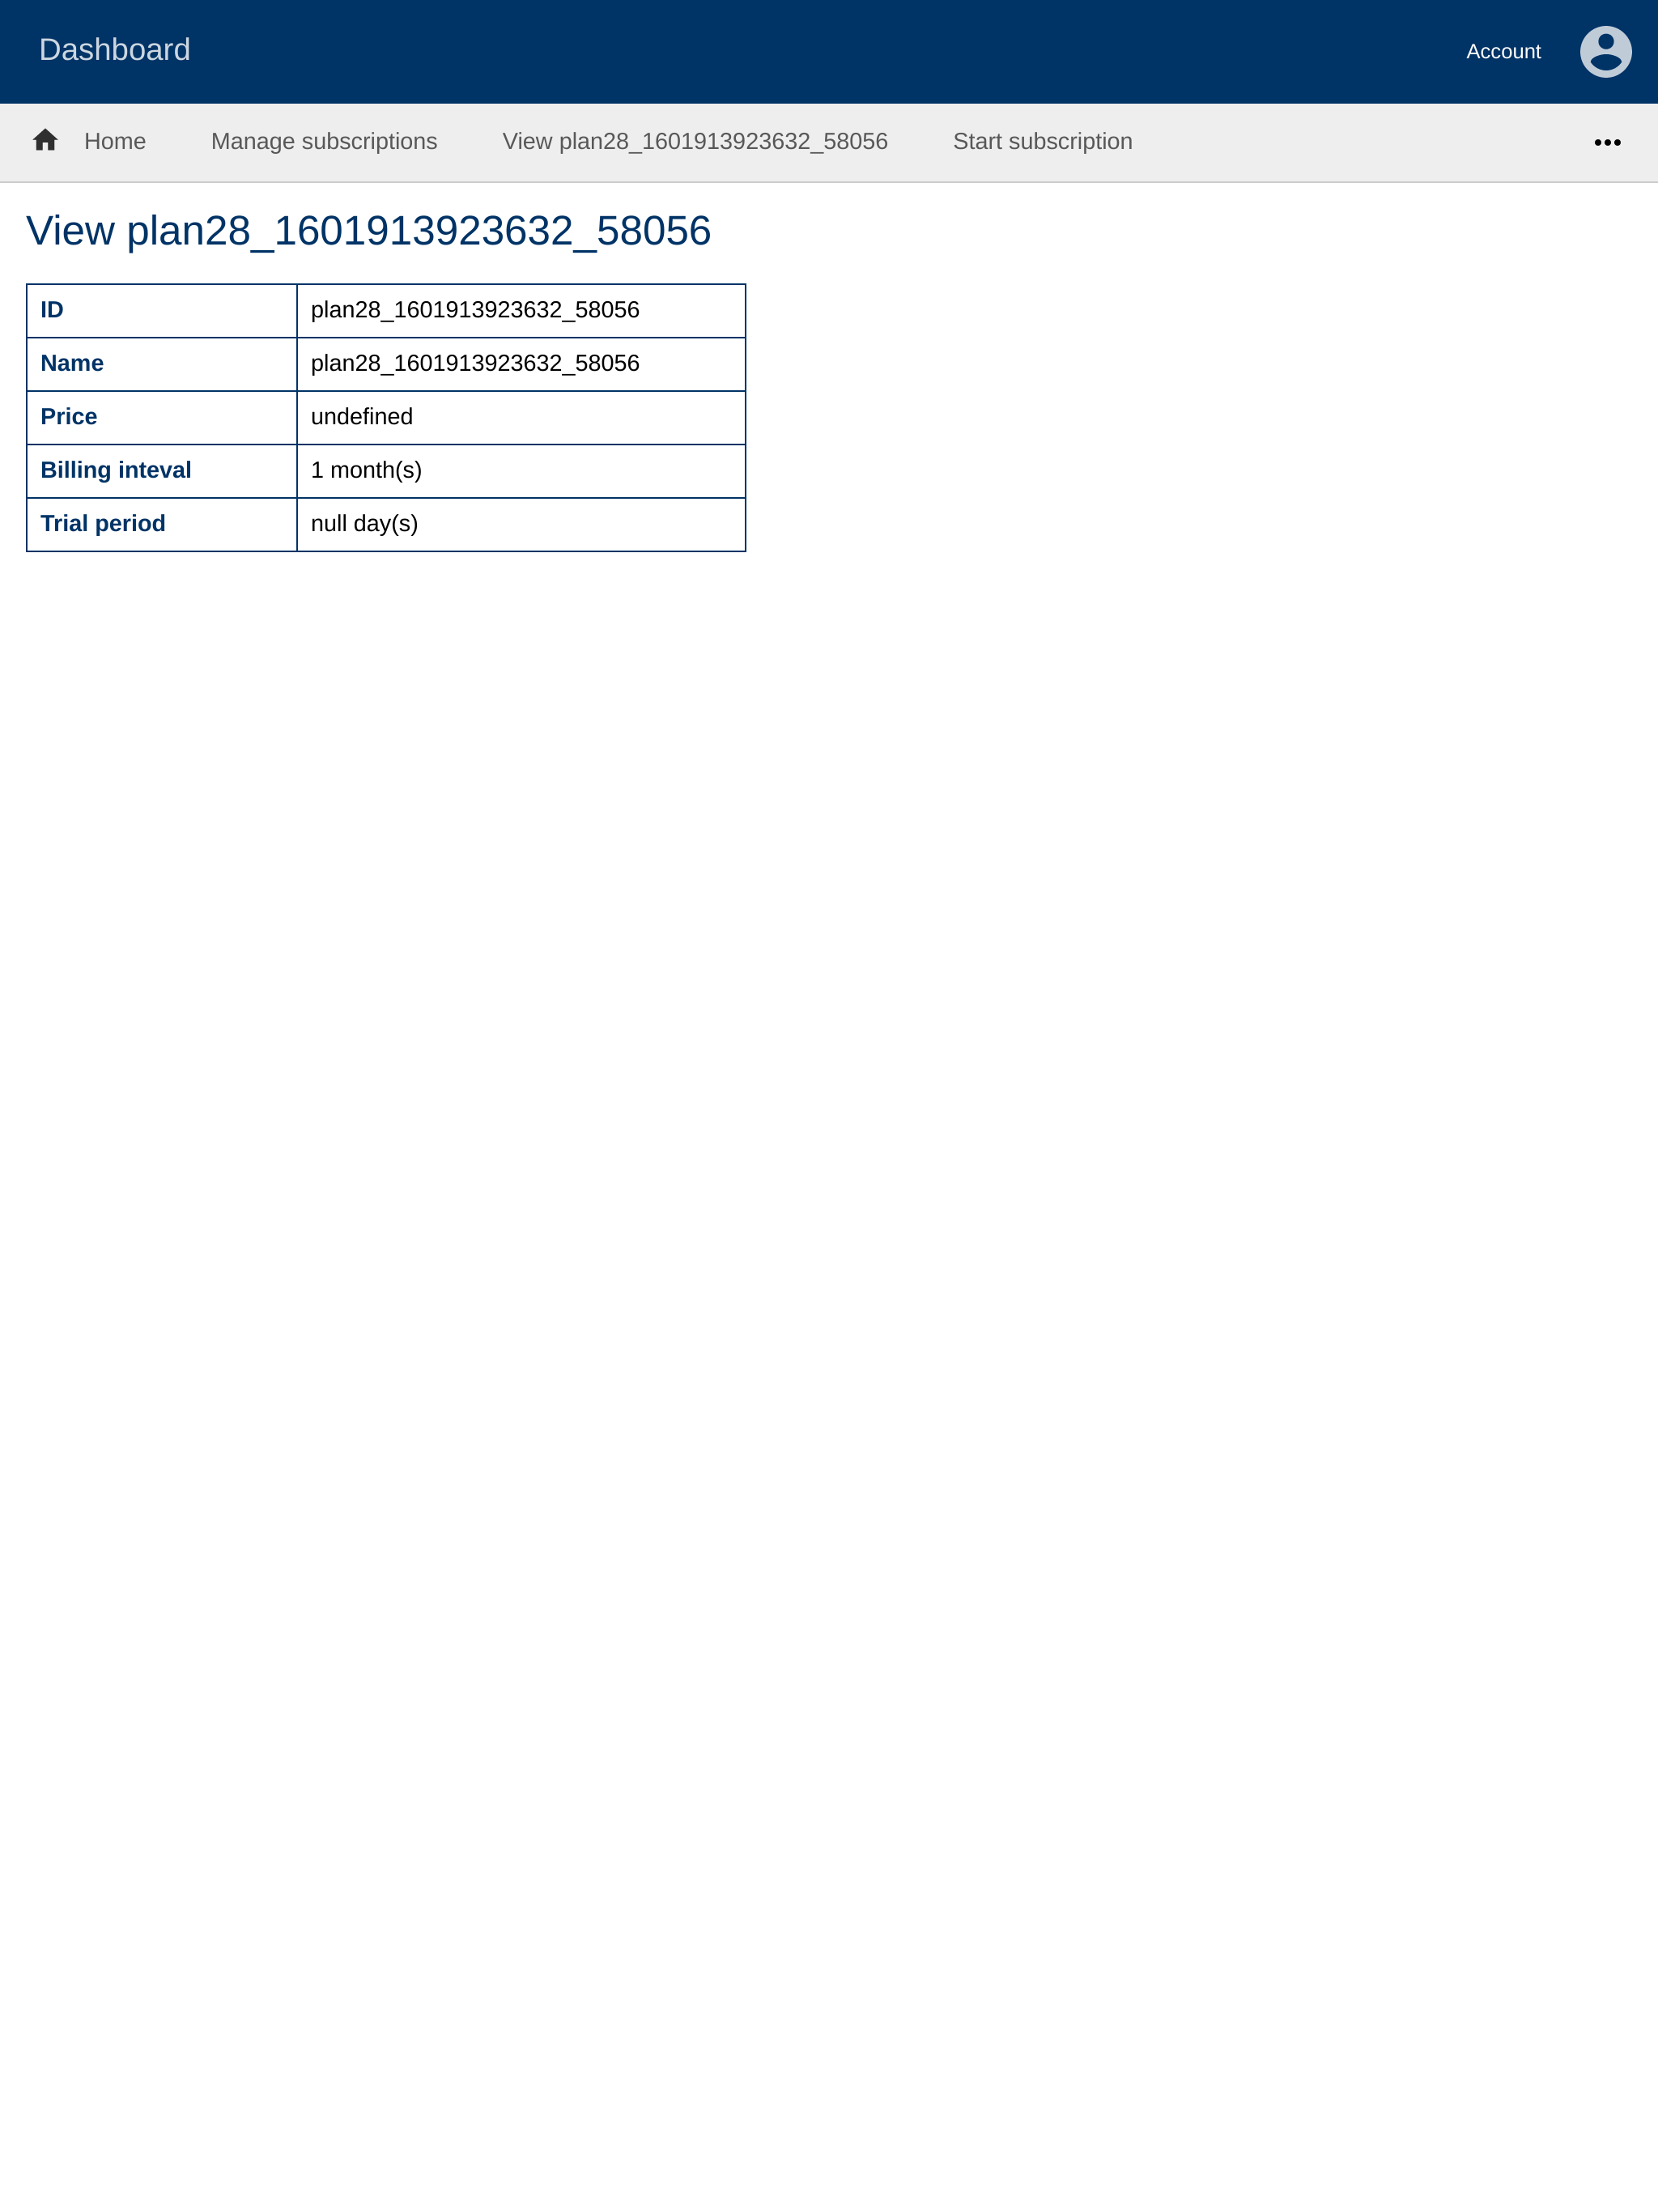 Dashboard
Account
Home Manage subscriptions View plan28_1601913923632_58056 Start subscription
View plan28_1601913923632_58056
ID plan28_1601913923632_58056
Name plan28_1601913923632_58056
Price undefined
Billing inteval 1 month(s)
Trial period null day(s)